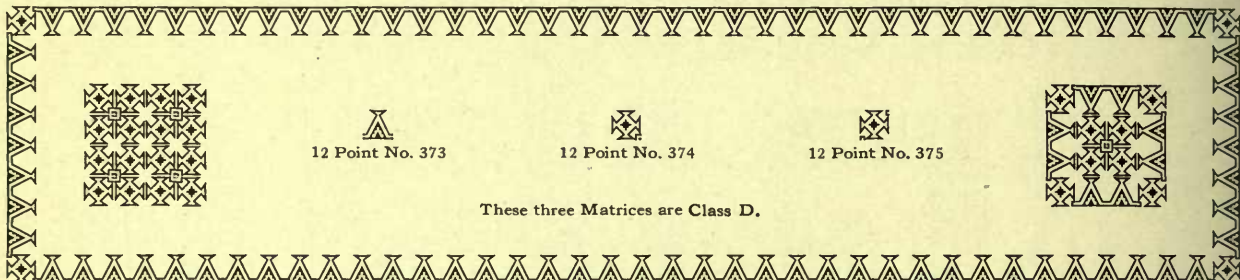 12 Point No. 373
12 Point No. 374
12 Point No. 375
These three Matrices are Class D.